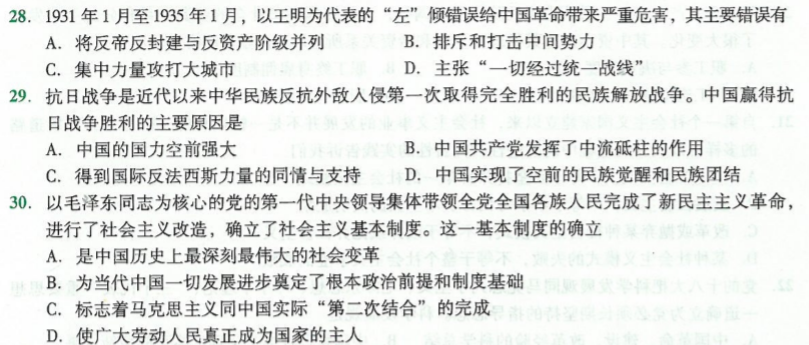 28. 1931 年 1 月至 1935 年 1 月，以王明为代表的“左”倾错误给中国革命带来严重危害，其主要错误有
A. 将反帝反封建与反资产阶级并列 B. 排斥和打击中间势力
C. 集中力量攻打大城市 D. 主张“一切经过统一战线”
29. 抗日战争是近代以来中华民族反抗外敌入侵第一次取得完全胜利的民族解放战争。中国赢得抗
日战争胜利的主要原因是
A. 中国的国力空前强大 B. 中国共产党发挥了中流砥柱的作用
C. 得到国际反法西斯力量的同情与支持 D. 中国实现了空前的民族觉醒和民族团结
30. 以毛泽东同志为核心的党的第一代中央领导集体带领全党全国各族人民完成了新民主主义革命，
进行了社会主义改造，确立了社会主义基本制度。这一基本制度的确立
A. 是中国历史上最深刻最伟大的社会变革
B. 为当代中国一切发展进步奠定了根本政治前提和制度基础
C. 标志着马克思主义同中国实际“第二次结合”的完成
D. 使广大劳动人民真正成为国家的主人